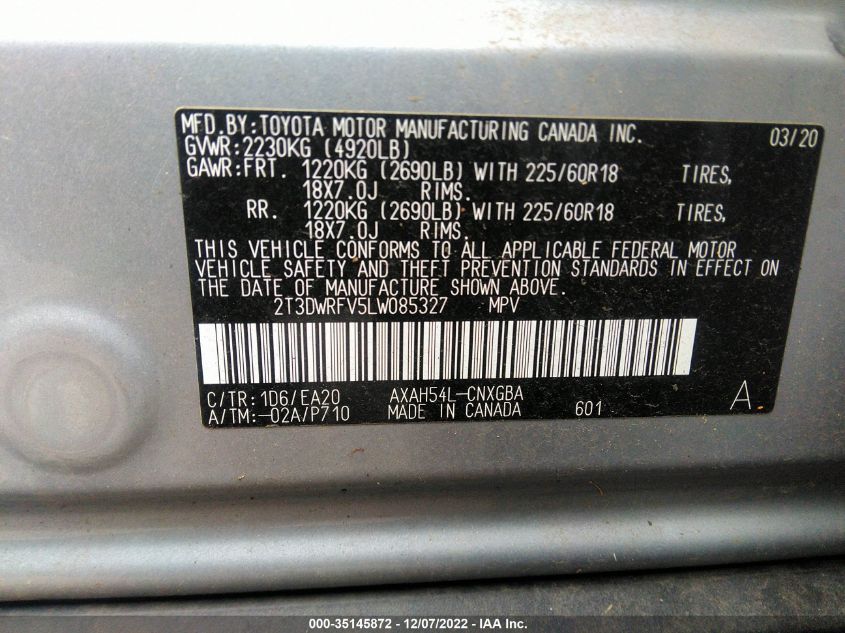 MFD.BY:TOYOTA MOTOR MANUFACTURING CANADA INC. 03/20
GVWR:2230KG (4920LB)
GAWR:FRT. 1220KG (2690LB) WITH 225/60R18 TIRES,
18X7.0J RIMS.
RR. 1220KG (2690LB) WITH 225/60R18 TIRES,
18X7.0J RIMS.
THIS VEHICLE CONFORMS TO ALL APPLICABLE FEDERAL MOTOR
VEHICLE SAFETY AND THEFT PREVENTION STANDARDS IN EFFECT ON
THE DATE OF MANUFACTURE SHOWN ABOVE.
2T3DWRFV5LW085327 MPV
C/TR:1D6/EA20 AXAH54L-CNXGBA
A/TM:-02A/P710 MADE IN CANADA 601 A
000-35145872 - 12/07/2022 - IAA Inc.